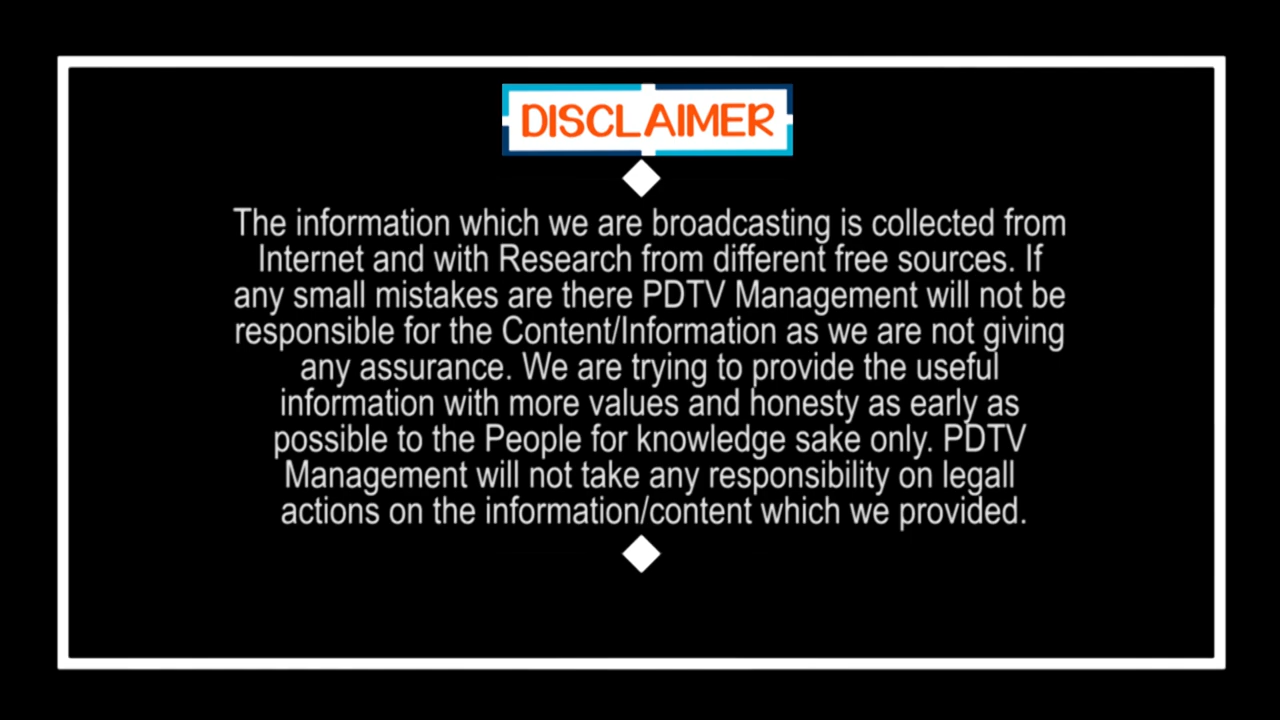 DISCLAIMER
The information which we are broadcasting is collected from
Internet and with Research from different free sources. If
any small mistakes are there PDTV Management will not be
responsible for the Content/Information as we are not giving
any assurance. We are trying to provide the useful
information with more values and honesty as early as
possible to the People for knowledge sake only. PDTV
Management will not take any responsibility on legall
actions on the information/content which we provided.